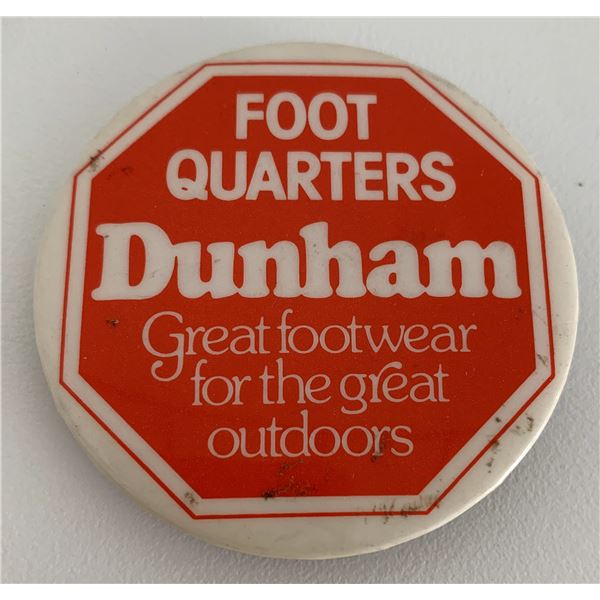 FOOT
QUARTERS
Dunham
Great footwear
for the great
outdoors